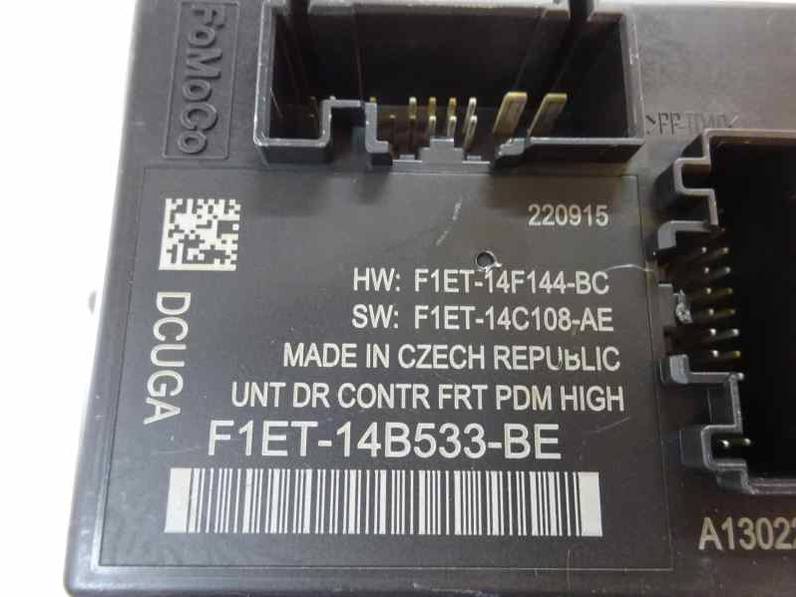 FoMoCo
220915
HW: F1ET-14F144-BC
SW: F1ET-14C108-AE
MADE IN CZECH REPUBLIC
UNT DR CONTR FRT PDM HIGH
F1ET-14B533-BE
DCUGA
A13022